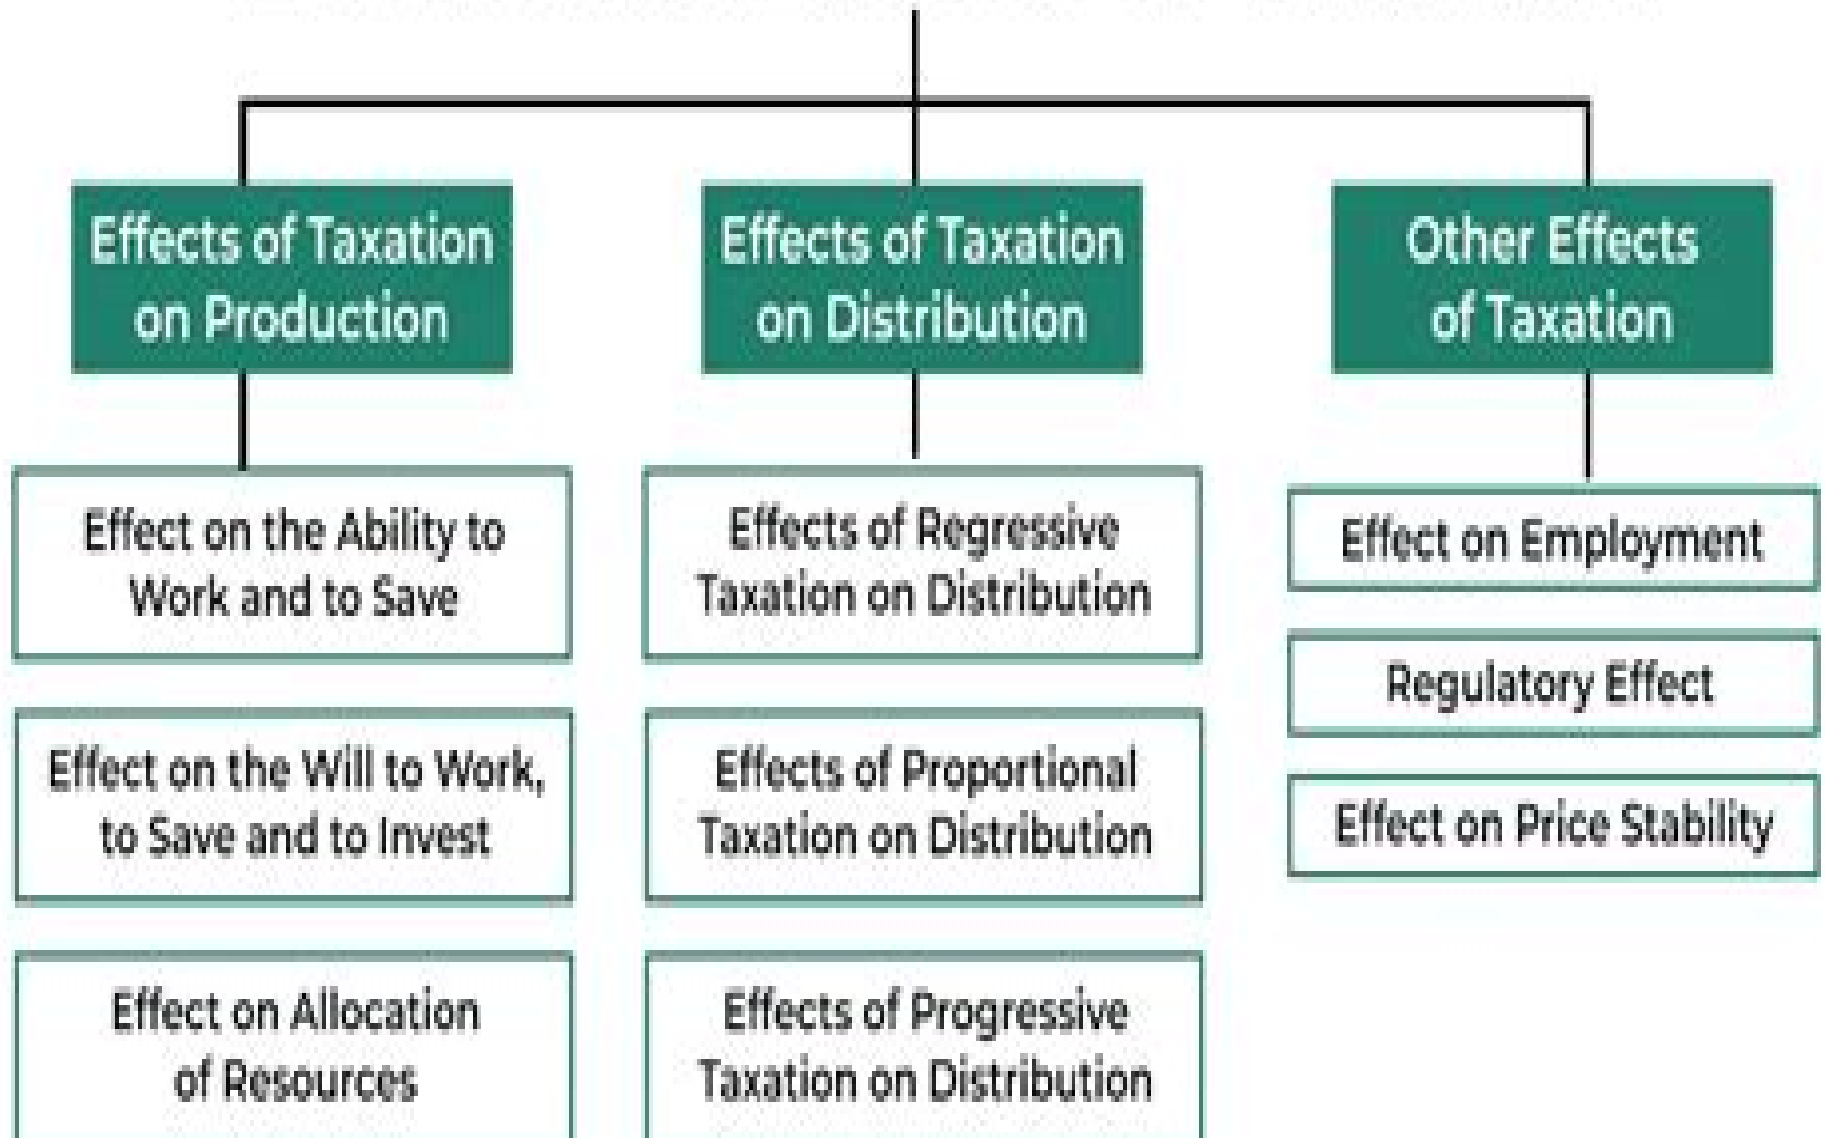 Effects of Taxation
on Production
Effect on the Ability to
Work and to Save
Effect on the Will to Work,
to Save and to Invest
Effect on Allocation
of Resources
Effects of Taxation
on Distribution
Effects of Regressive
Taxation on Distribution
Effects of Proportional
Taxation on Distribution
Effects of Progressive
Taxation on Distribution
Other Effects
of Taxation
Effect on Employment
Regulatory Effect
Effect on Price Stability